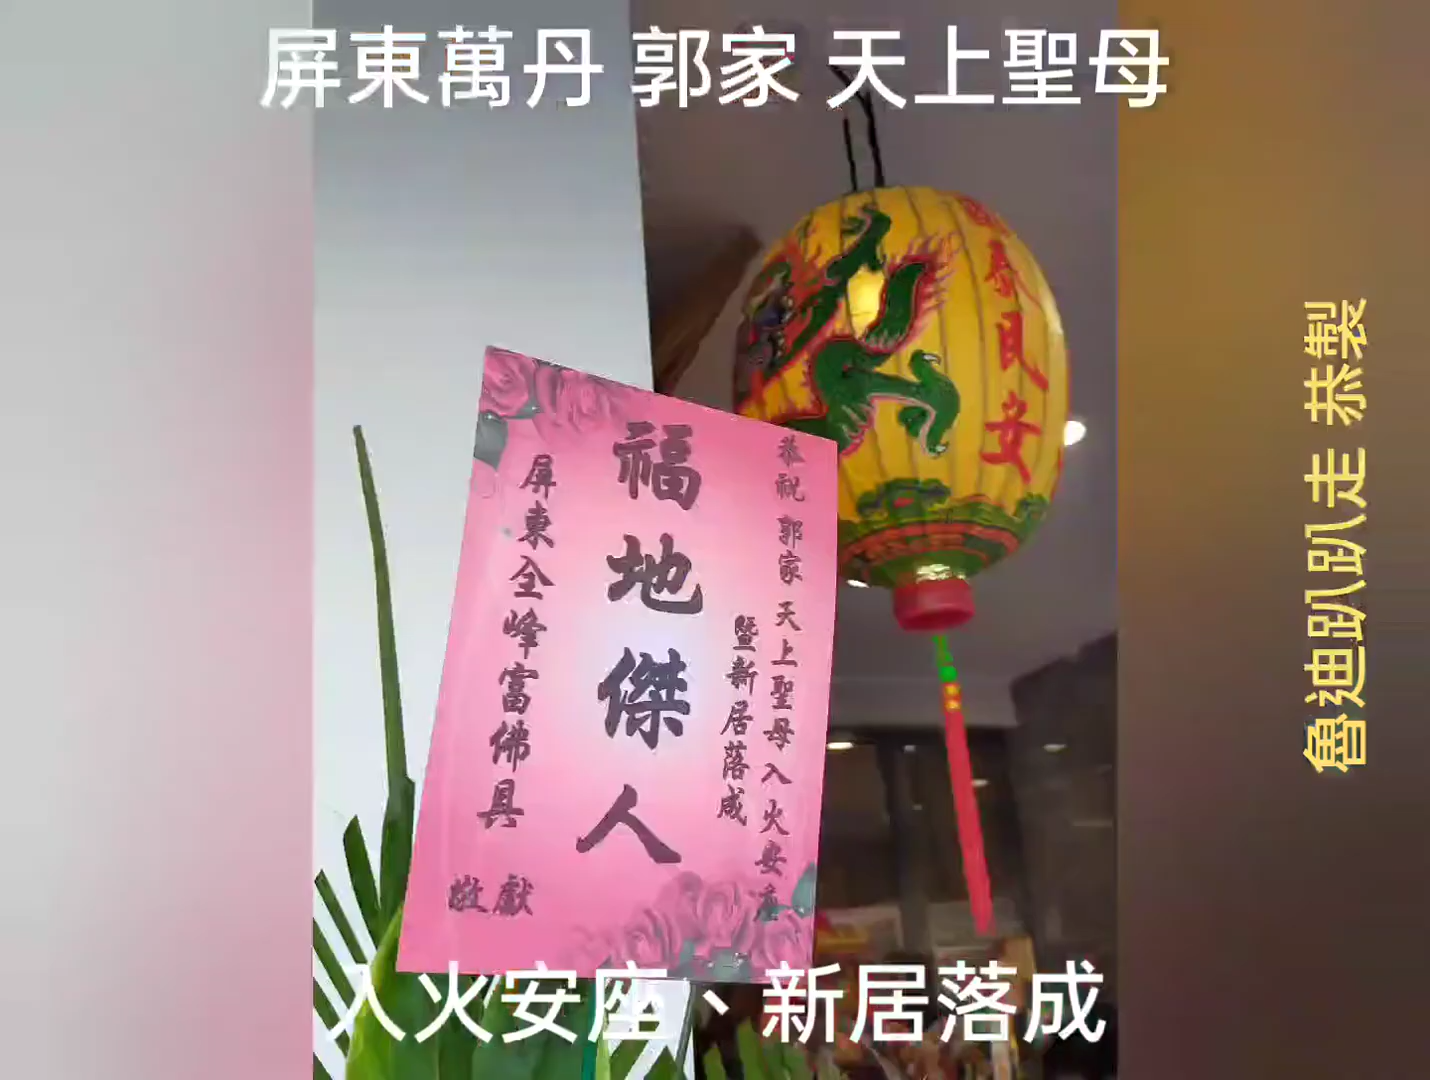 屏東萬丹 郭家 天上聖母
泰民安
恭祝 郭家 天上聖母入火安座
暨新居落成
福地傑人
屏東全峰富佛具
敬獻
魯迪趴趴走 恭製
入火安座、新居落成